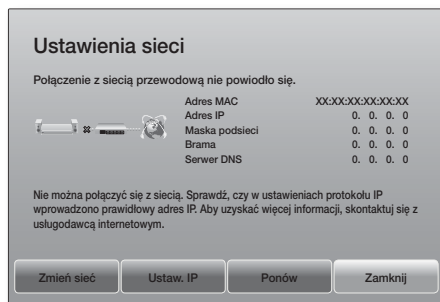 Ustawienia sieci
Połączenie z siecią przewodową nie powiodło się.
Adres MAC XX:XX:XX:XX:XX:XX
Adres IP 0. 0. 0. 0
Maska podsieci 0. 0. 0. 0
Brama 0. 0. 0. 0
Serwer DNS 0. 0. 0. 0
Nie można połączyć się z siecią. Sprawdź, czy w ustawieniach protokołu IP
wprowadzono prawidłowy adres IP. Aby uzyskać więcej informacji, skontaktuj się z
usługodawcą internetowym.
Zmień sieć Ustaw. IP Ponów Zamknij